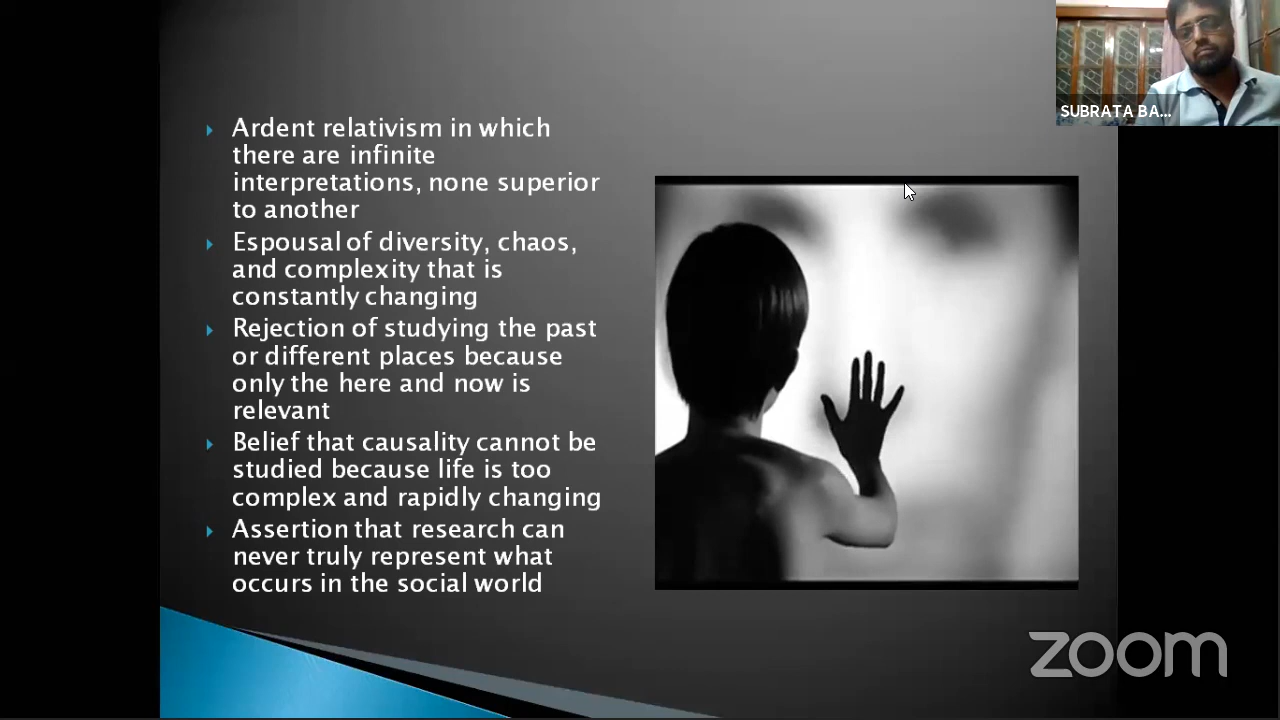 Ardent relativism in which
there are infinite
interpretations, none superior
to another
Espousal of diversity, chaos,
and complexity that is
constantly changing
Rejection of studying the past
or different places because
only the here and now is
relevant
Belief that causality cannot be
studied because life is too
complex and rapidly changing
Assertion that research can
never truly represent what
occurs in the social world
SUBRATA BA...
zoom